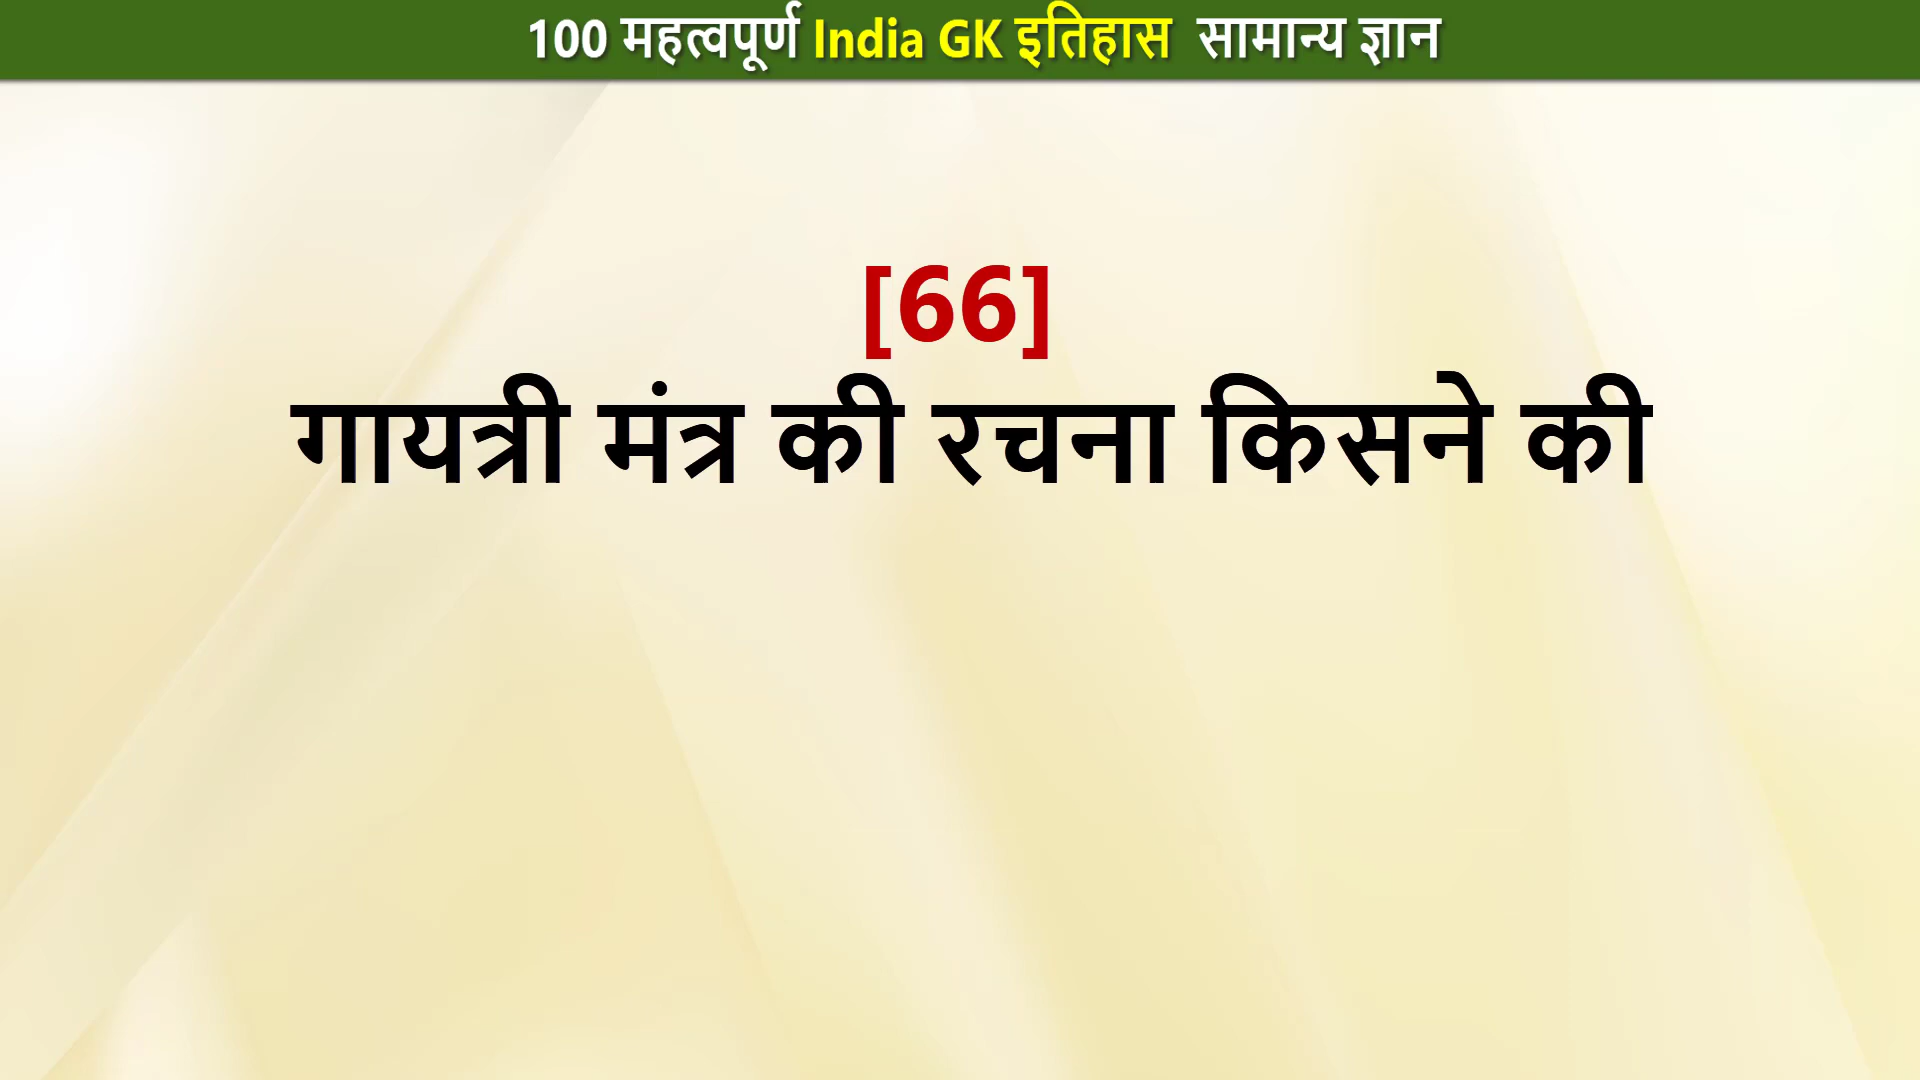 100 महत्वपूर्ण India GK इतिहास सामान्य ज्ञान
[66]
गायत्री मंत्र की रचना किसने की